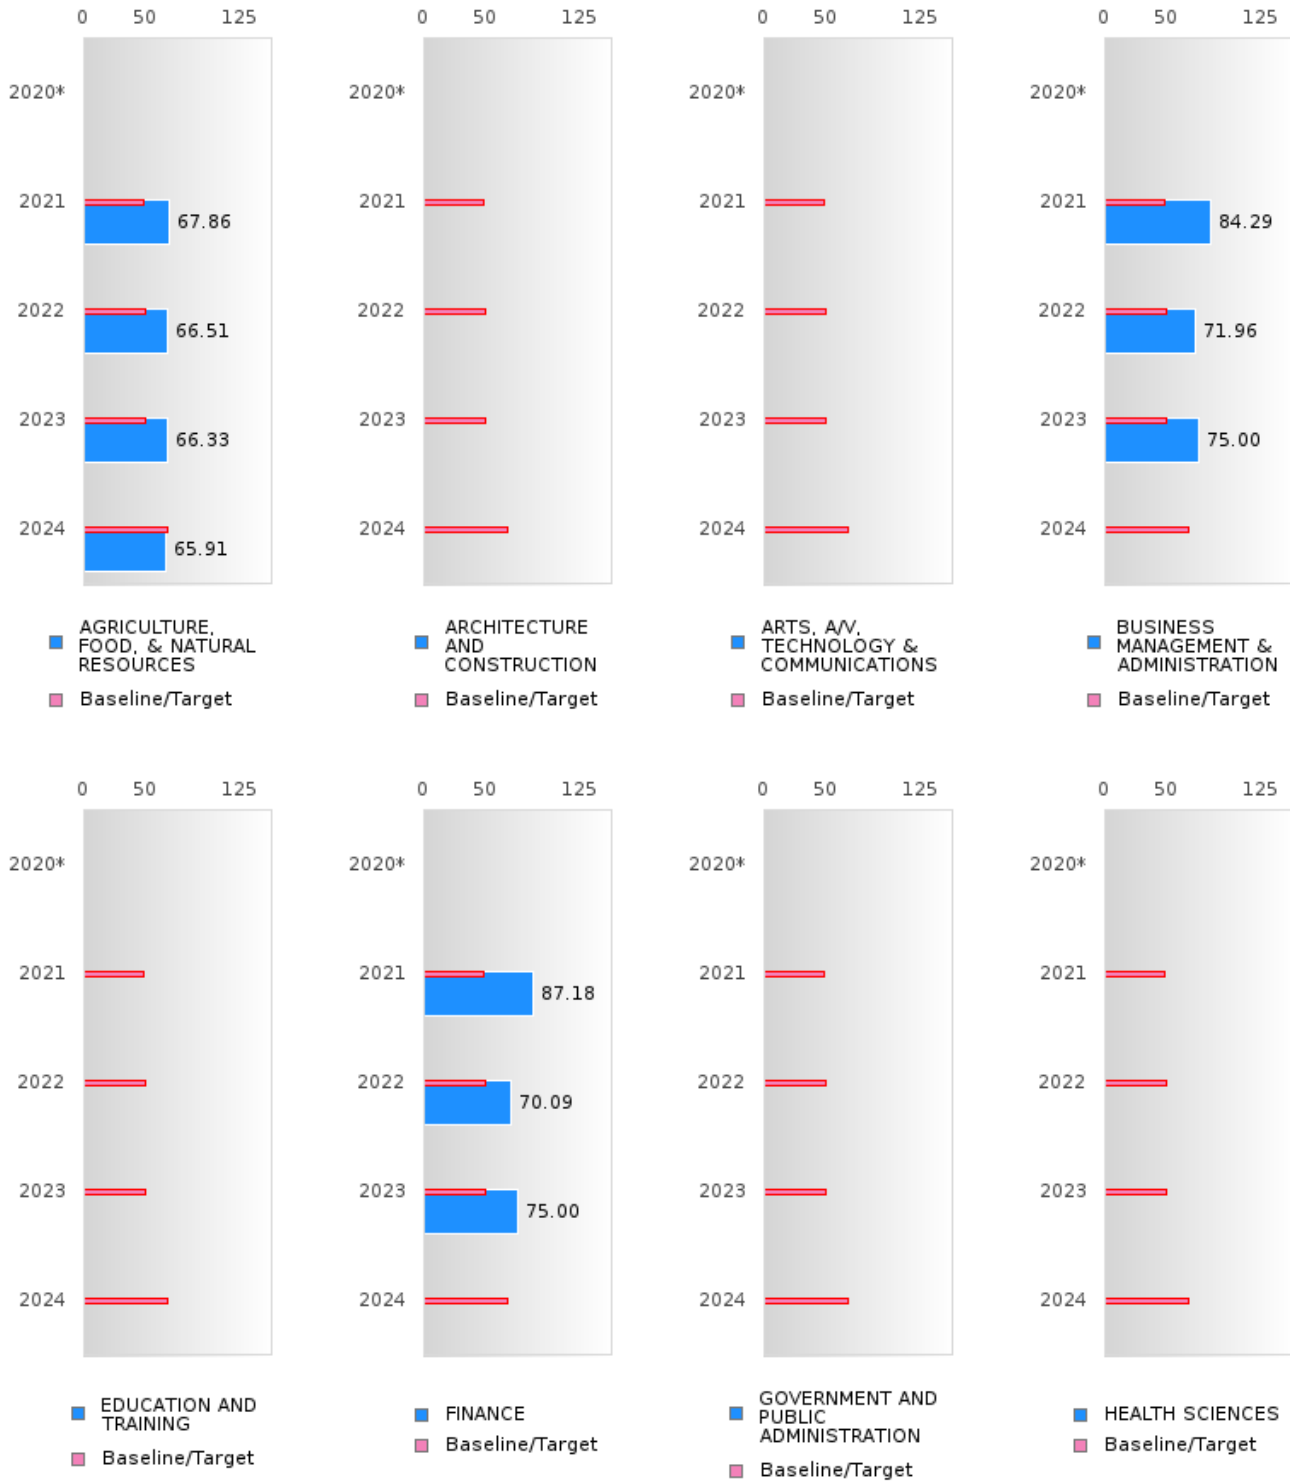 0 50 125
2020*
2021
67.86
2022
66.51
2023
66.33
2024
65.91
AGRICULTURE,
FOOD, & NATURAL
RESOURCES
Baseline/Target
0 50 125
2020*
2021
2022
2023
2024
ARCHITECTURE
AND
CONSTRUCTION
Baseline/Target
0 50 125
2020*
2021
2022
2023
2024
ARTS, A/V,
TECHNOLOGY &
COMMUNICATIONS
Baseline/Target
0 50 125
2020*
2021
84.29
2022
71.96
2023
75.00
2024
BUSINESS
MANAGEMENT &
ADMINISTRATION
Baseline/Target
0 50 125
2020*
2021
2022
2023
2024
EDUCATION AND
TRAINING
Baseline/Target
0 50 125
2020*
2021
87.18
2022
70.09
2023
75.00
2024
FINANCE
Baseline/Target
0 50 125
2020*
2021
2022
2023
2024
GOVERNMENT AND
PUBLIC
ADMINISTRATION
Baseline/Target
0 50 125
2020*
2021
2022
2023
2024
HEALTH SCIENCES
Baseline/Target